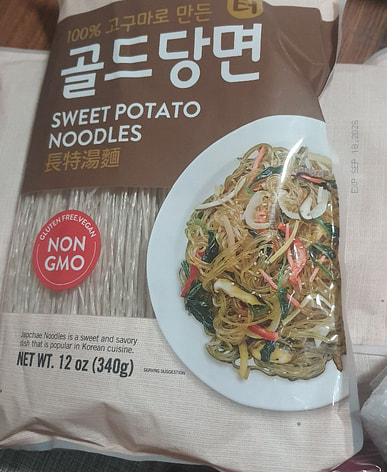 100% 고구마로 만든
골드당면
SWEET POTATO
NOODLES
長特湯麵
GLUTEN FREE, VEGAN
NON
GMO
Japchae Noodles is a sweet and savory
dish that is popular in Korean cuisine.
NET WT. 12 oz (340g)
SERVING SUGGESTION
EXP SEP 18, 2026